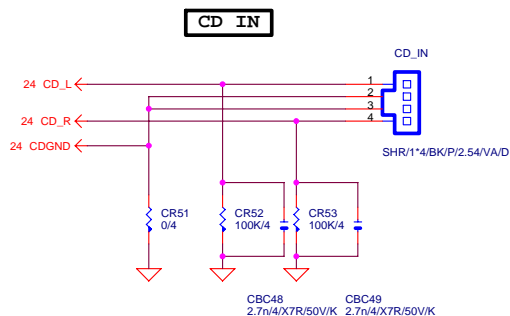 CD IN
CD_IN
24 CD_L
1
2
3
24 CD_R
4
24 CDGND
SHR/1*4/BK/P/2.54/VA/D
CR51
0/4
CR52
100K/4
CR53
100K/4
CBC48
2.7n/4/X7R/50V/K
CBC49
2.7n/4/X7R/50V/K